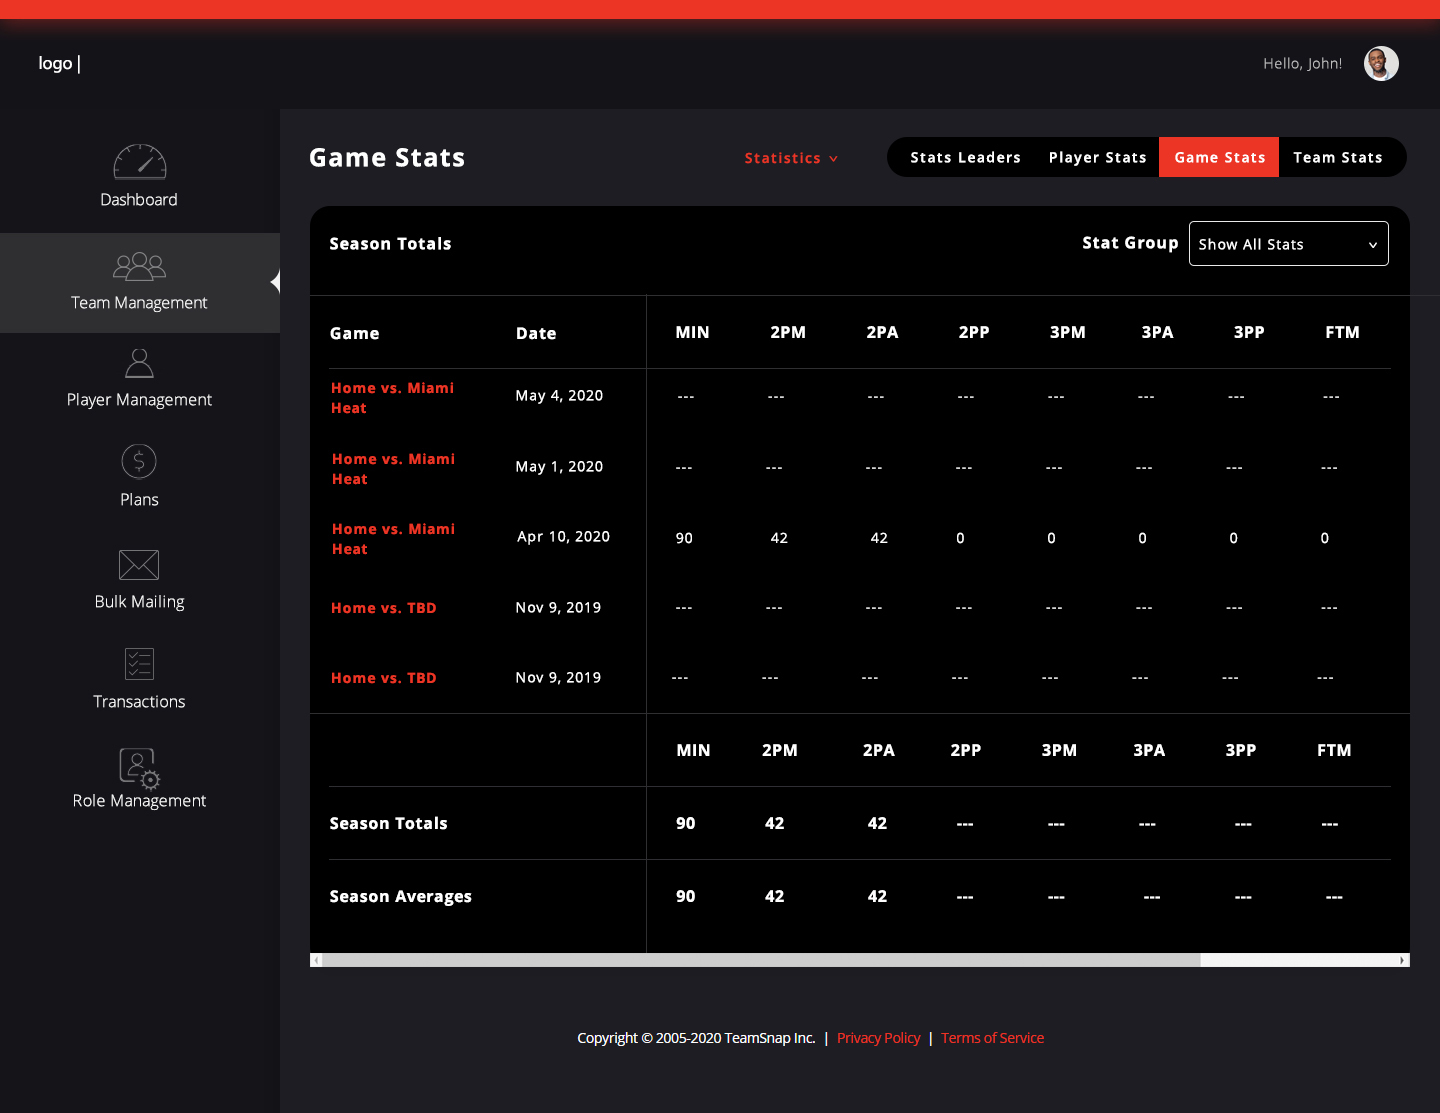 logo |
Hello, John!
Dashboard
Team Management
Player Management
Plans
Bulk Mailing
Transactions
Role Management
Game Stats
Statistics
Stats Leaders Player Stats Game Stats Team Stats
Season Totals
Stat Group Show All Stats
Game Date MIN 2PM 2PA 2PP 3PM 3PA 3PP FTM
Home vs. Miami
Heat
May 4, 2020 --- --- --- --- --- --- --- ---
Home vs. Miami
Heat
May 1, 2020 --- --- --- --- --- --- --- ---
Home vs. Miami
Heat
Apr 10, 2020 90 42 42 0 0 0 0 0
Home vs. TBD Nov 9, 2019 --- --- --- --- --- --- --- ---
Home vs. TBD Nov 9, 2019 --- --- --- --- --- --- --- ---
MIN 2PM 2PA 2PP 3PM 3PA 3PP FTM
Season Totals 90 42 42 --- --- --- --- ---
Season Averages 90 42 42 --- --- --- --- ---
Copyright © 2005-2020 TeamSnap Inc. | Privacy Policy | Terms of Service